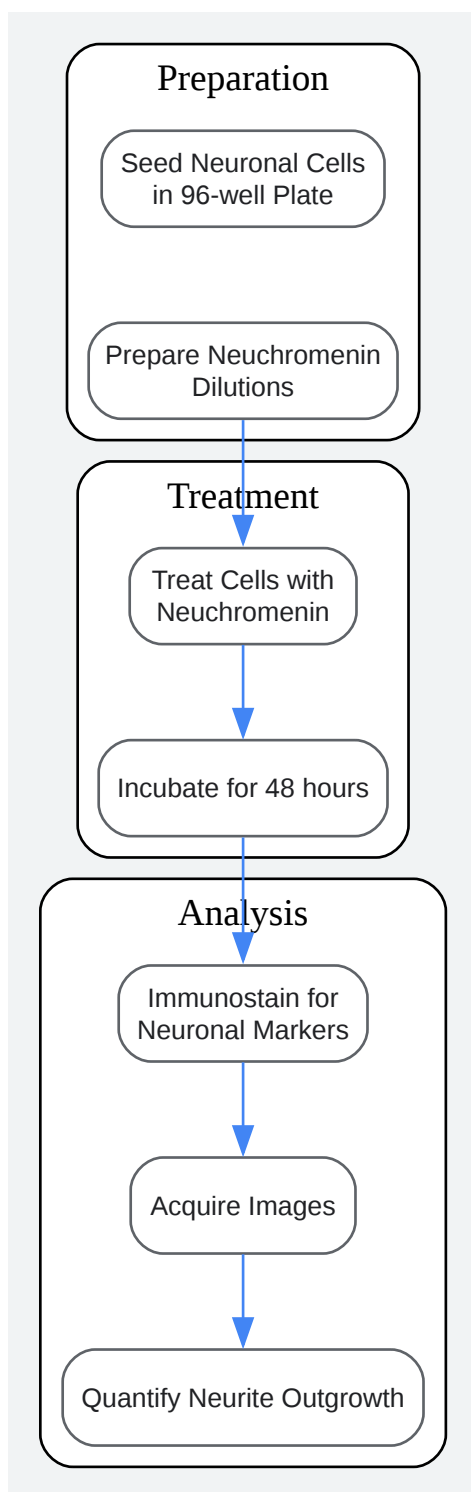 Preparation
Seed Neuronal Cells
in 96-well Plate
Prepare Neuchromenin
Dilutions
Treatment
Treat Cells with
Neuchromenin
Incubate for 48 hours
Analysis
Immunostain for
Neuronal Markers
Acquire Images
Quantify Neurite Outgrowth